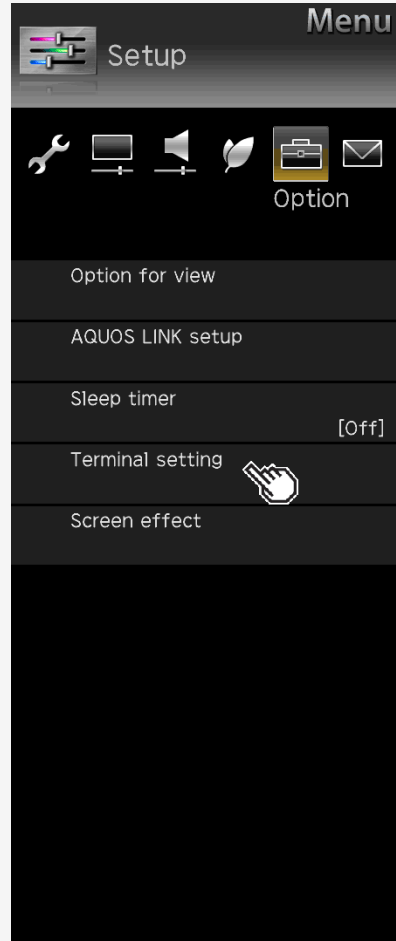 Menu
Setup
Option
Option for view
AQUOS LINK setup
Sleep timer
[Off]
Terminal setting
Screen effect